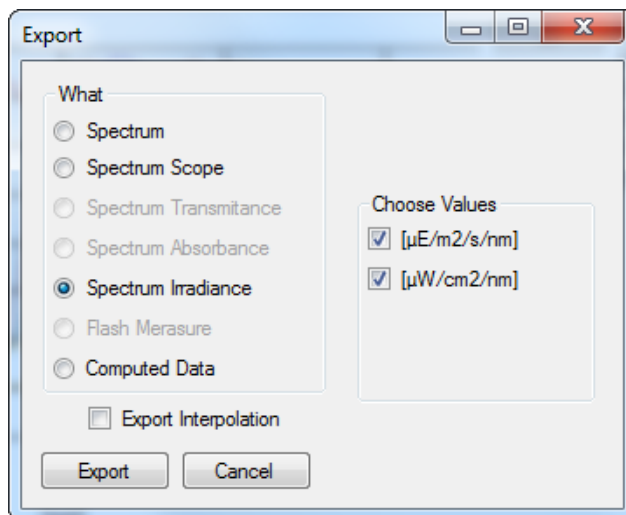 Export
What
Spectrum
Spectrum Scope
Spectrum Transmitance
Spectrum Absorbance
Spectrum Irradiance
Flash Merasure
Computed Data
Choose Values
[µE/m2/s/nm]
[µW/cm2/nm]
Export Interpolation
Export Cancel